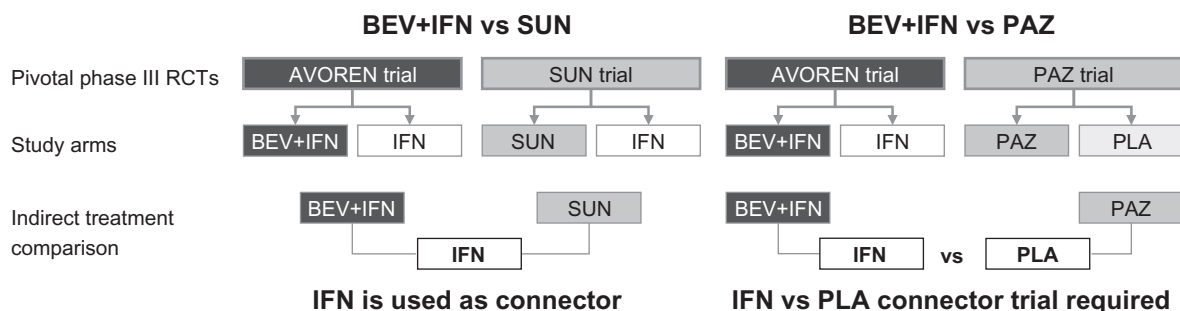 BEV+IFN vs SUN BEV+IFN vs PAZ
Pivotal phase III RCTs AVOREN trial SUN trial AVOREN trial PAZ trial
Study arms BEV+IFN IFN SUN IFN BEV+IFN IFN PAZ PLA
BEV+IFN SUN BEV+IFN PAZ
Indirect treatment
comparison
IFN IFN vs PLA
IFN is used as connector IFN vs PLA connector trial required